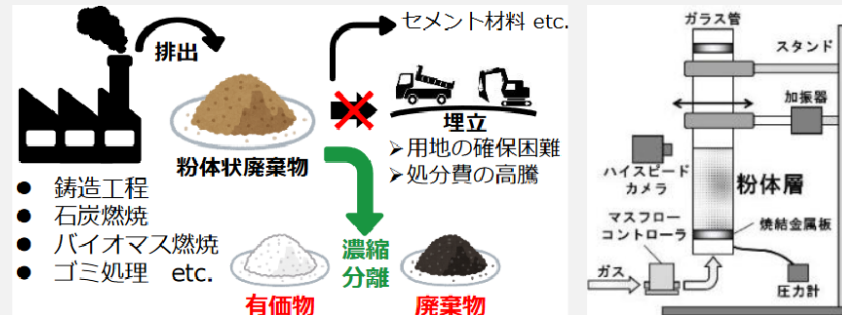 排出
セメント材料 etc.
粉体状廃棄物
埋立
➢用地の確保困難
➢処分費の高騰
● 鋳造工程
● 石炭燃焼
● バイオマス燃焼
● ゴミ処理 etc.
濃縮
分離
有価物
廃棄物
ガラス管
スタンド
加振器
ハイスピード
カメラ
粉体層
マスフロー
コントローラ
焼結金属板
ガス
圧力計